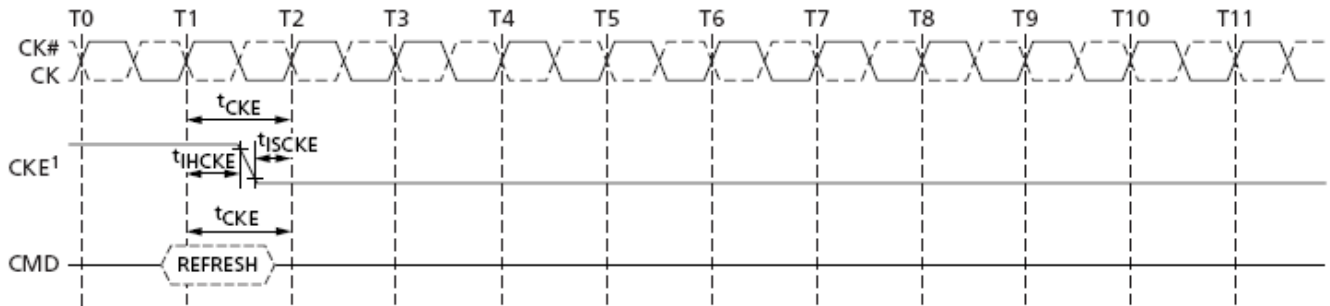 T0 T1 T2 T3 T4 T5 T6 T7 T8 T9 T10 T11
CK#
CK
tCKE
tISCKE
CKE1
tIHCKE
tCKE
CMD
REFRESH